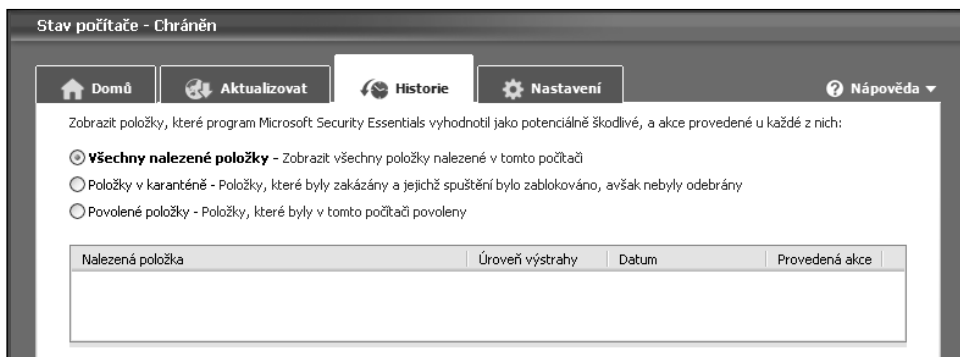 Stav počítače - Chráněn
Domů Aktualizovat Historie Nastavení Nápověda
Zobrazit položky, které program Microsoft Security Essentials vyhodnotil jako potenciálně škodlivé, a akce provedené u každé z nich:
Všechny nalezené položky - Zobrazit všechny položky nalezené v tomto počítači
Položky v karanténě - Položky, které byly zakázány a jejichž spuštění bylo zablokováno, avšak nebyly odebrány
Povolené položky - Položky, které byly v tomto počítači povoleny
Nalezená položka Úroveň výstrahy Datum Provedená akce